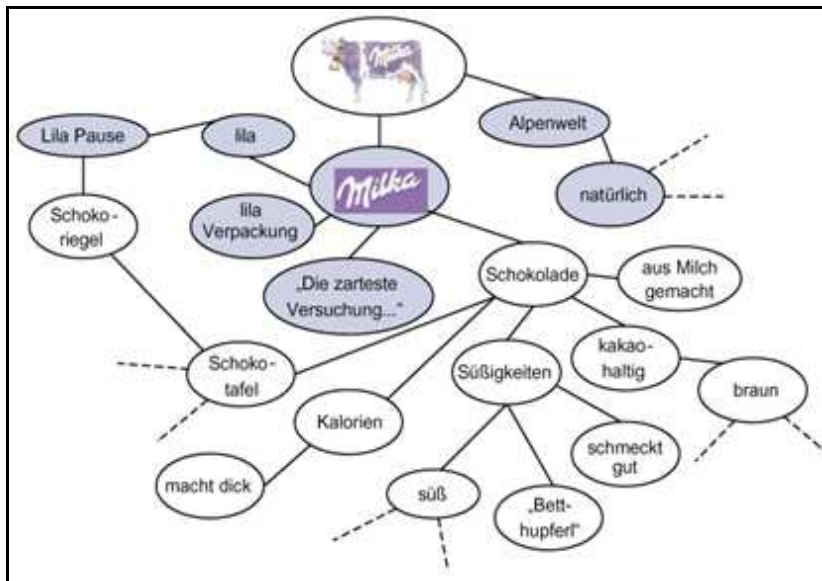 Milka
Alpenwelt
Lila Pause
lila
Milka
natürlich
Schoko-
riegel
lila
Verpackung
„Die zarteste
Versuchung...“
Schokolade
aus Milch
gemacht
Schoko-
tafel
Süßigkeiten
kakao-
haltig
braun
Kalorien
schmeckt
gut
macht dick
süß
„Bett-
hupferl“